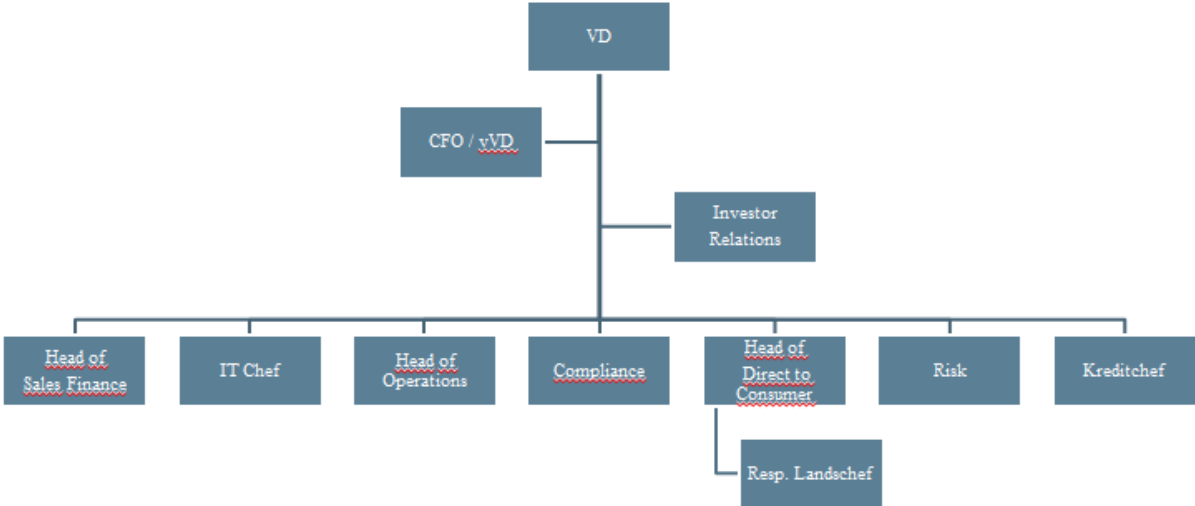 VD
CFO / vVD
Investor
Relations
Head of
Sales Finance
IT Chef
Head of
Operations
Compliance
Head of
Direct to
Consumer
Risk
Kreditchef
Resp. Landschef